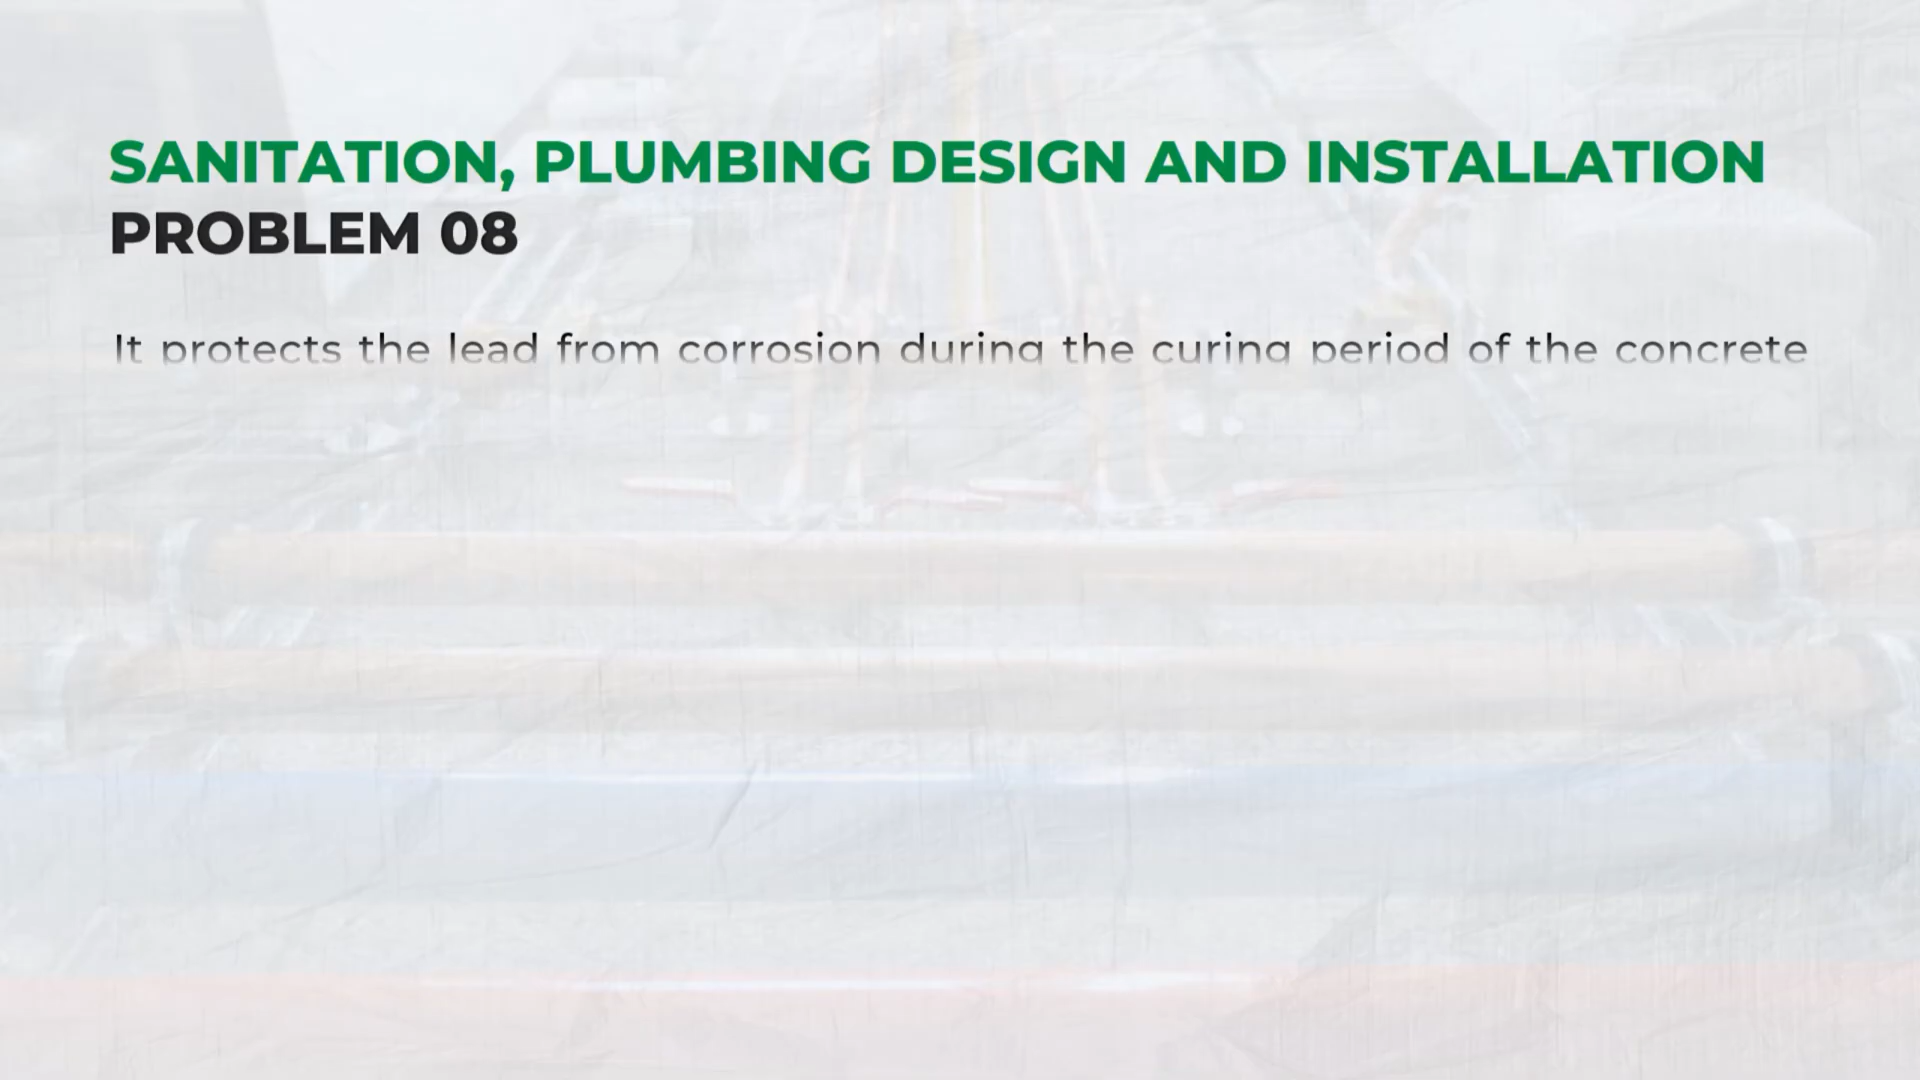 SANITATION, PLUMBING DESIGN AND INSTALLATION
PROBLEM 08
It protects the lead from corrosion during the curing period of the concrete